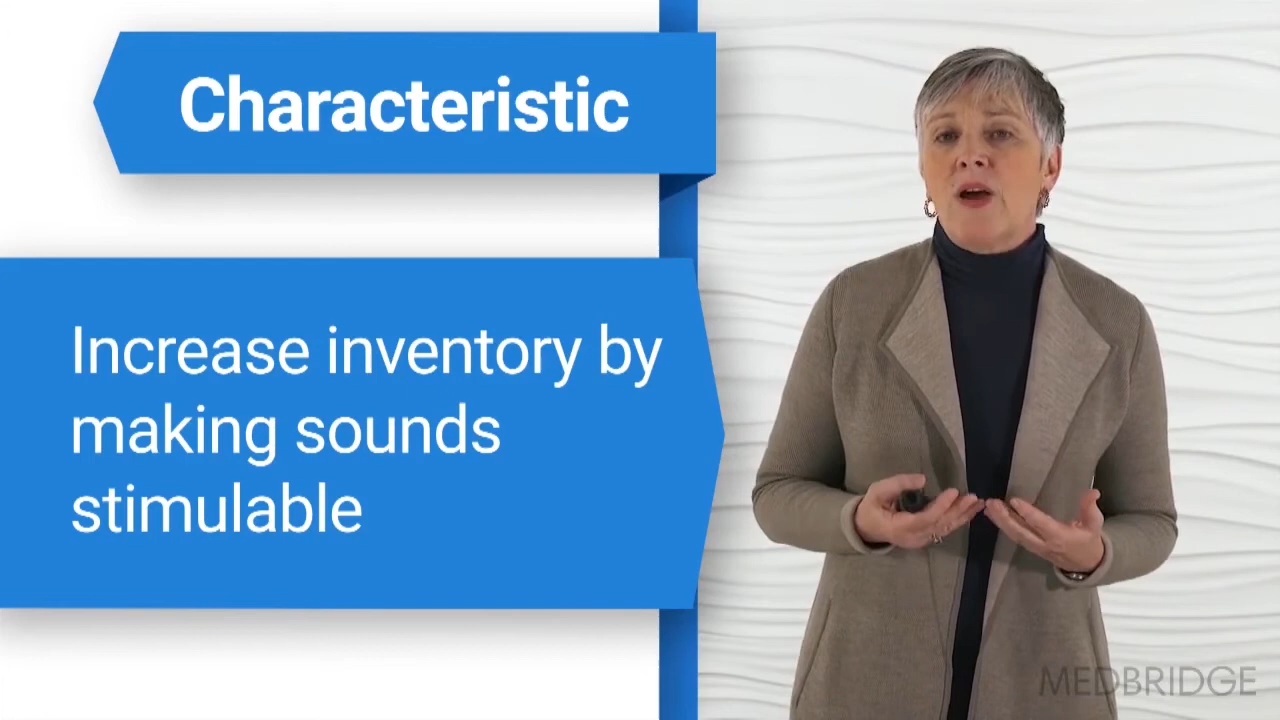 Characteristic
Increase inventory by
making sounds
stimulable
MEDBRIDGE